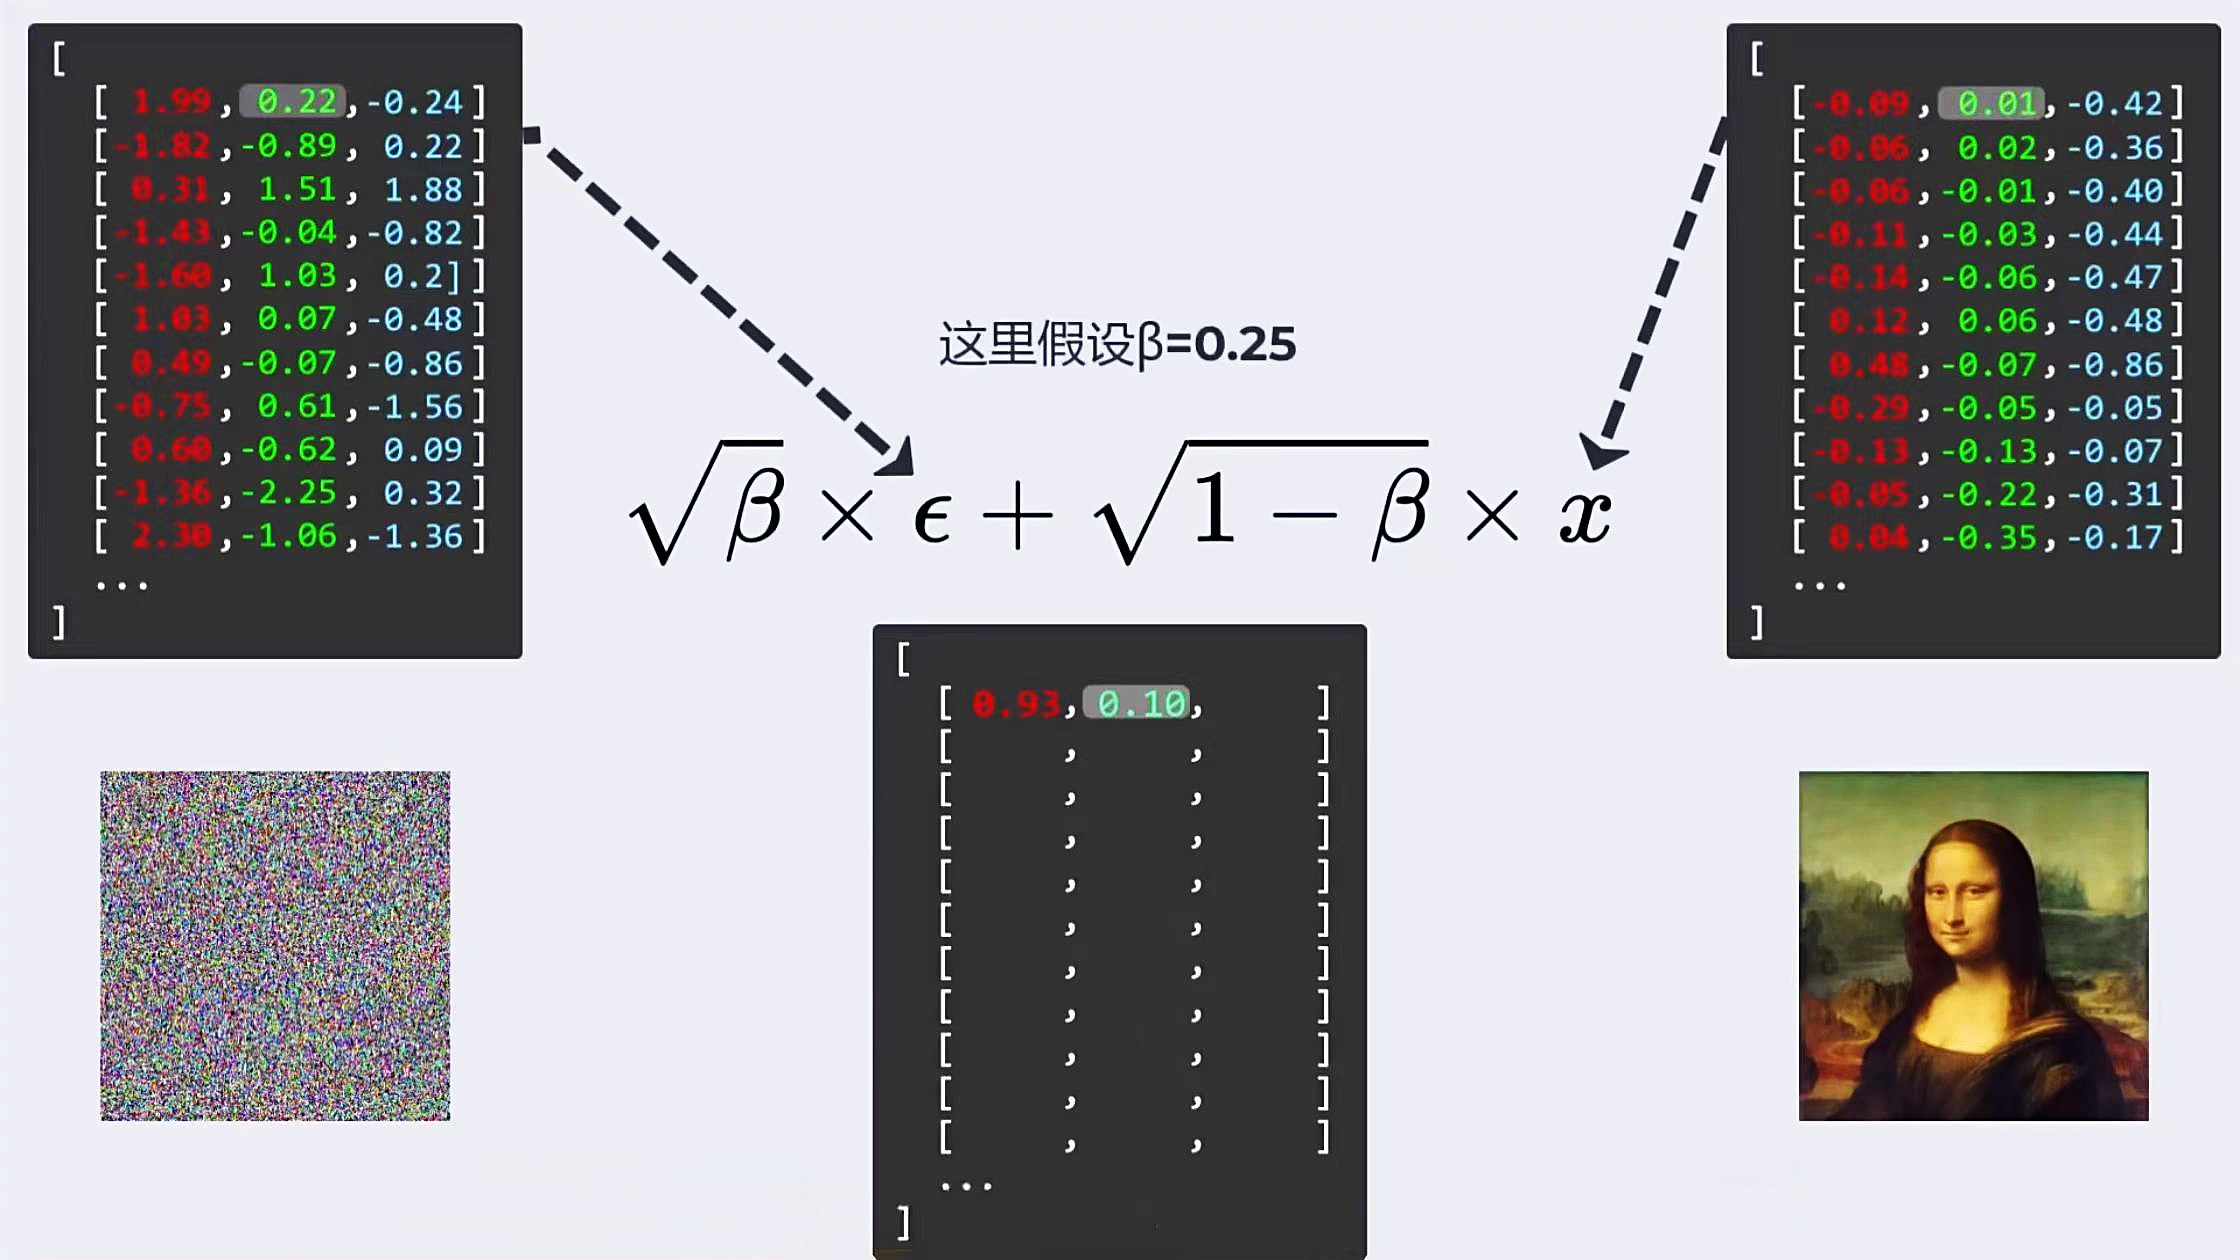 [
[ 1.99, 0.22,-0.24]
[-1.82,-0.89, 0.22]
[ 0.31, 1.51, 1.88]
[-1.43,-0.04,-0.82]
[-1.60, 1.03, 0.2]]
[ 1.03, 0.07,-0.48]
[ 0.49,-0.07,-0.86]
[-0.75, 0.61,-1.56]
[ 0.60,-0.62, 0.09]
[-1.36,-2.25, 0.32]
[ 2.30,-1.06,-1.36]
...
]
[
[-0.09, 0.01,-0.42]
[-0.06, 0.02,-0.36]
[-0.06,-0.01,-0.40]
[-0.11,-0.03,-0.44]
[-0.14,-0.06,-0.47]
[ 0.12, 0.06,-0.48]
[ 0.48,-0.07,-0.86]
[-0.29,-0.05,-0.05]
[-0.13,-0.13,-0.07]
[-0.05,-0.22,-0.31]
[ 0.04,-0.35,-0.17]
...
]
这里假设β=0.25
√β × ϵ + √(1 − β) × x
[
[ 0.93, 0.10, ]
[ , , ]
[ , , ]
[ , , ]
[ , , ]
[ , , ]
[ , , ]
[ , , ]
[ , , ]
[ , , ]
[ , , ]
...
]